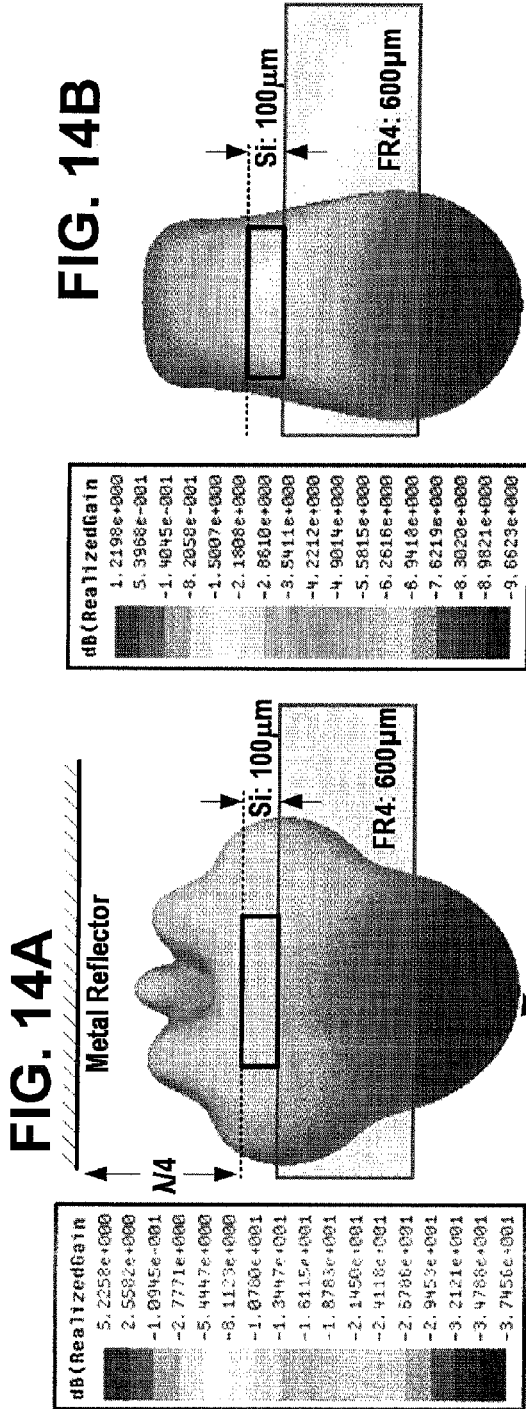 FIG. 14A
dB(RealizedGain
5.2258e+000
2.5582e+000
-1.0945e-001
-2.7771e+000
-5.4447e+000
-8.1123e+000
-1.0780e+001
-1.3447e+001
-1.6115e+001
-1.8783e+001
-2.1450e+001
-2.4118e+001
-2.6786e+001
-2.9453e+001
-3.2121e+001
-3.4788e+001
-3.7456e+001
λ/4
Metal Reflector
Si: 100μm
FR4: 600μm
FIG. 14B
dB(RealizedGain
1.2198e+000
5.3968e-001
-1.4045e-001
-8.2058e-001
-1.5007e+000
-2.1808e+000
-2.8610e+000
-3.5411e+000
-4.2212e+000
-4.9014e+000
-5.5815e+000
-6.2616e+000
-6.9418e+000
-7.6219e+000
-8.3020e+000
-8.9821e+000
-9.6623e+000
Si: 100μm
FR4: 600μm